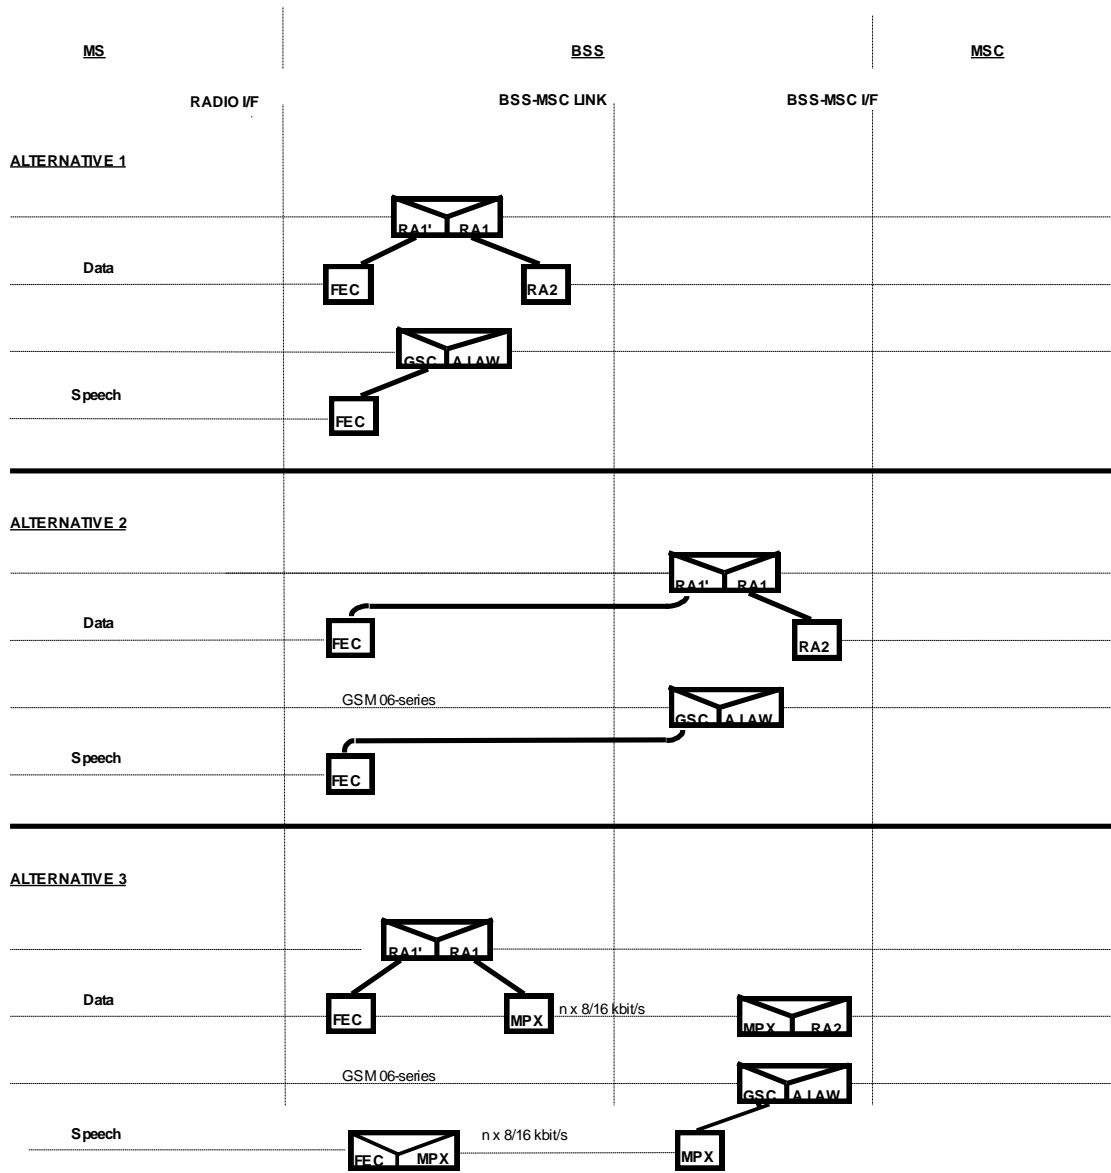 MS BSS MSC
RADIO I/F BSS-MSC LINK BSS-MSC I/F
ALTERNATIVE 1
RA1' RA1
Data
FEC RA2
GSC A LAW
Speech
FEC
ALTERNATIVE 2
RA1' RA1
Data
FEC RA2
GSM 06-series
GSC A LAW
Speech
FEC
ALTERNATIVE 3
RA1' RA1
Data
FEC MPX n x 8/16 kbit/s MPX RA2
GSM 06-series
GSC A LAW
Speech n x 8/16 kbit/s
FEC MPX MPX